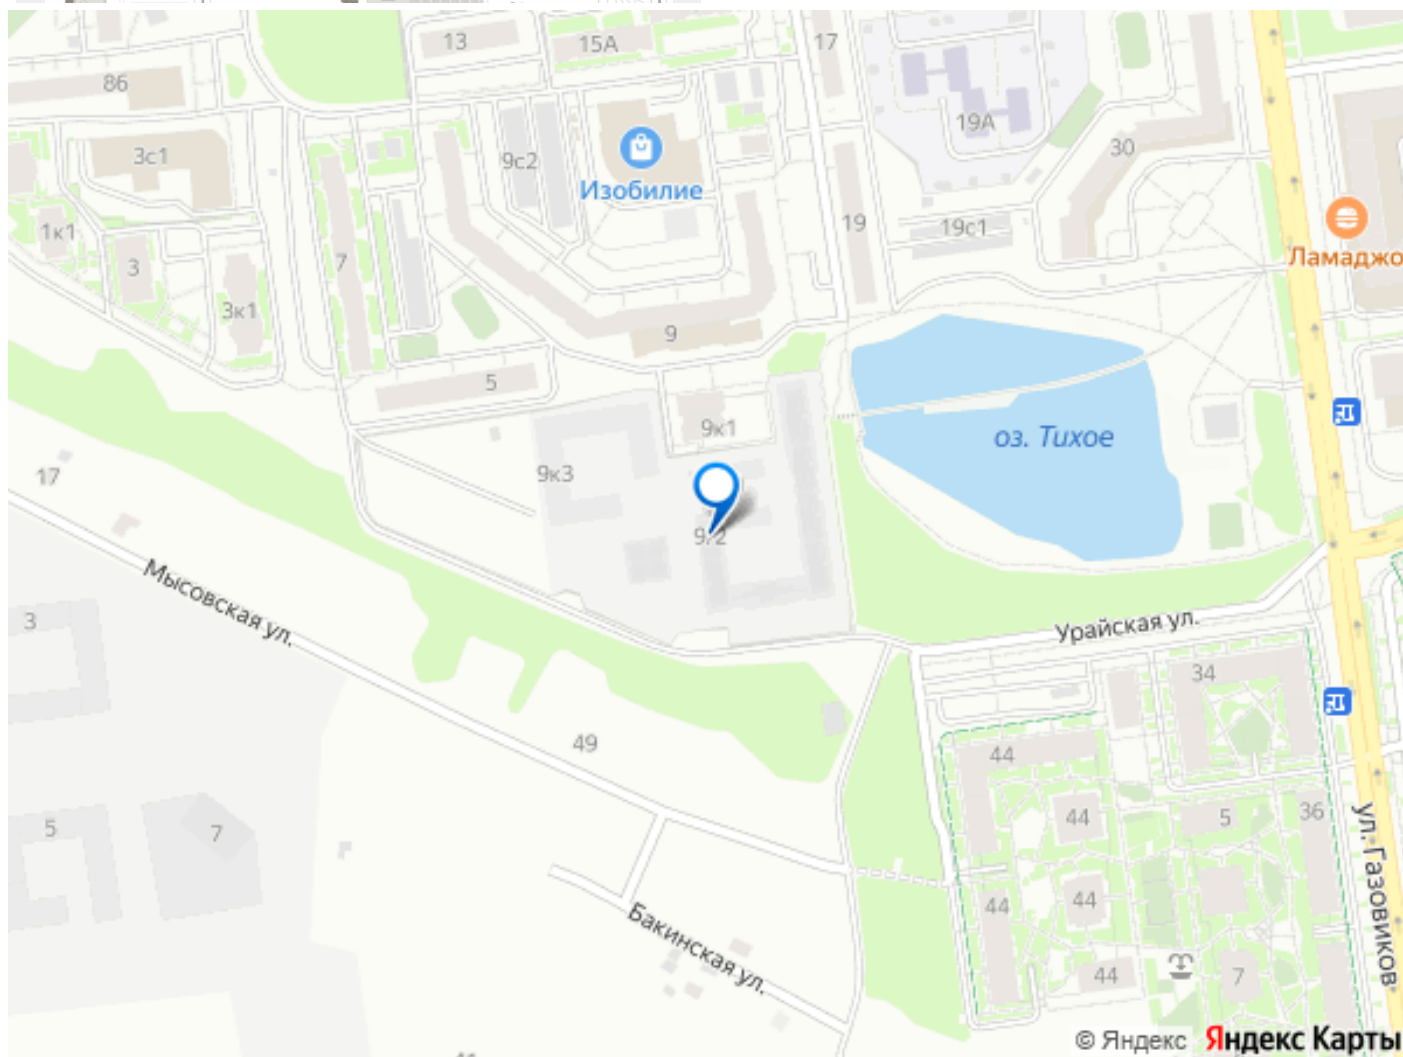 13
15А
17
86
3с1
9с2
19А
30
Изобилие
1к1
3
7
19
19с1
Ламаджо
3к1
9
5
9к1
оз. Тихое
9к3
17
Мысовская ул.
3
Урайская ул.
34
49
44
5
7
44
5
36
ул. Газовиков
44
44
Бакинская ул.
44
7
© Яндекс
Яндекс Карты